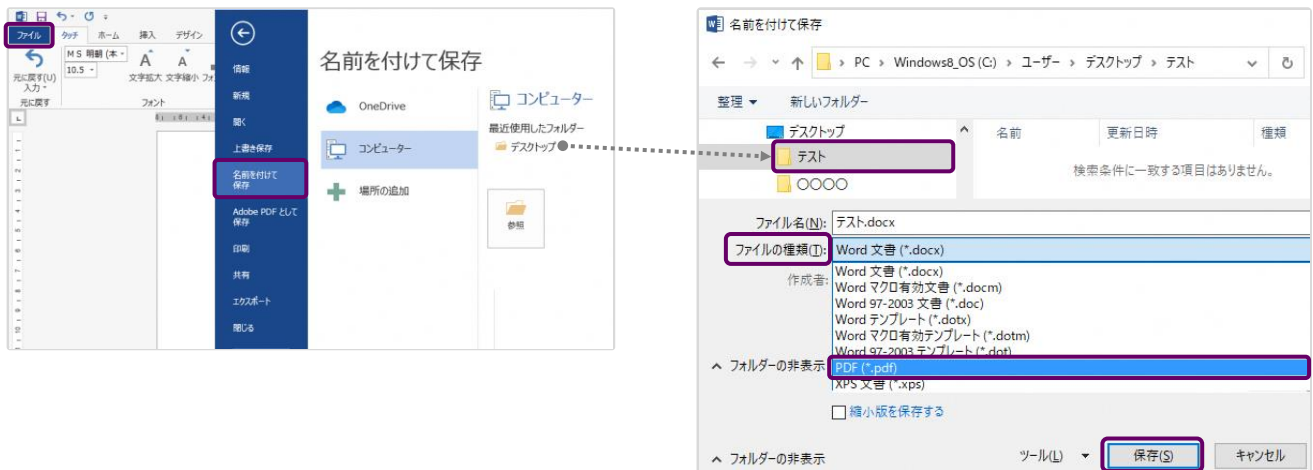 ファイル
タッチ
ホーム
挿入
デザイン
元に戻す(U)
入力
元に戻す
MS 明朝 (本
10.5
A
A
文字拡大 文字縮小
フォント
情報
新規
開く
上書き保存
名前を付けて
保存
Adobe PDF として
保存
印刷
共有
エクスポート
閉じる
名前を付けて保存
OneDrive
コンピューター
場所の追加
コンピューター
最近使用したフォルダー
デスクトップ
参照
名前を付けて保存
PC › Windows8_OS (C:) › ユーザー › デスクトップ › テスト
整理 ▼ 新しいフォルダー
デスクトップ
テスト
〇〇〇〇
名前 更新日時 種類
検索条件に一致する項目はありません。
ファイル名(N): テスト.docx
ファイルの種類(T): Word 文書 (*.docx)
作成者:
Word 文書 (*.docx)
Word マクロ有効文書 (*.docm)
Word 97-2003 文書 (*.doc)
Word テンプレート (*.dotx)
Word マクロ有効テンプレート (*.dotm)
Word 97-2003 テンプレート (*.dot)
フォルダーの非表示
PDF (*.pdf)
XPS 文書 (*.xps)
縮小版を保存する
フォルダーの非表示 ツール(L) ▼ 保存(S) キャンセル